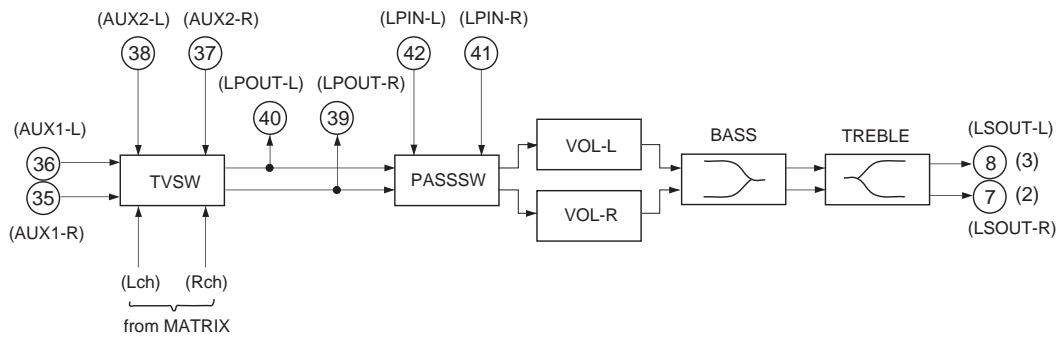 (AUX2-L) (AUX2-R) (LPIN-L) (LPIN-R)
38 37 42 41
(LPOUT-L) (LPOUT-R)
40 39
(AUX1-L)
36
35
(AUX1-R)
TVSW
PASSSW
VOL-L
VOL-R
BASS
TREBLE
(LSOUT-L)
8 (3)
7 (2)
(LSOUT-R)
(Lch) (Rch)
from MATRIX